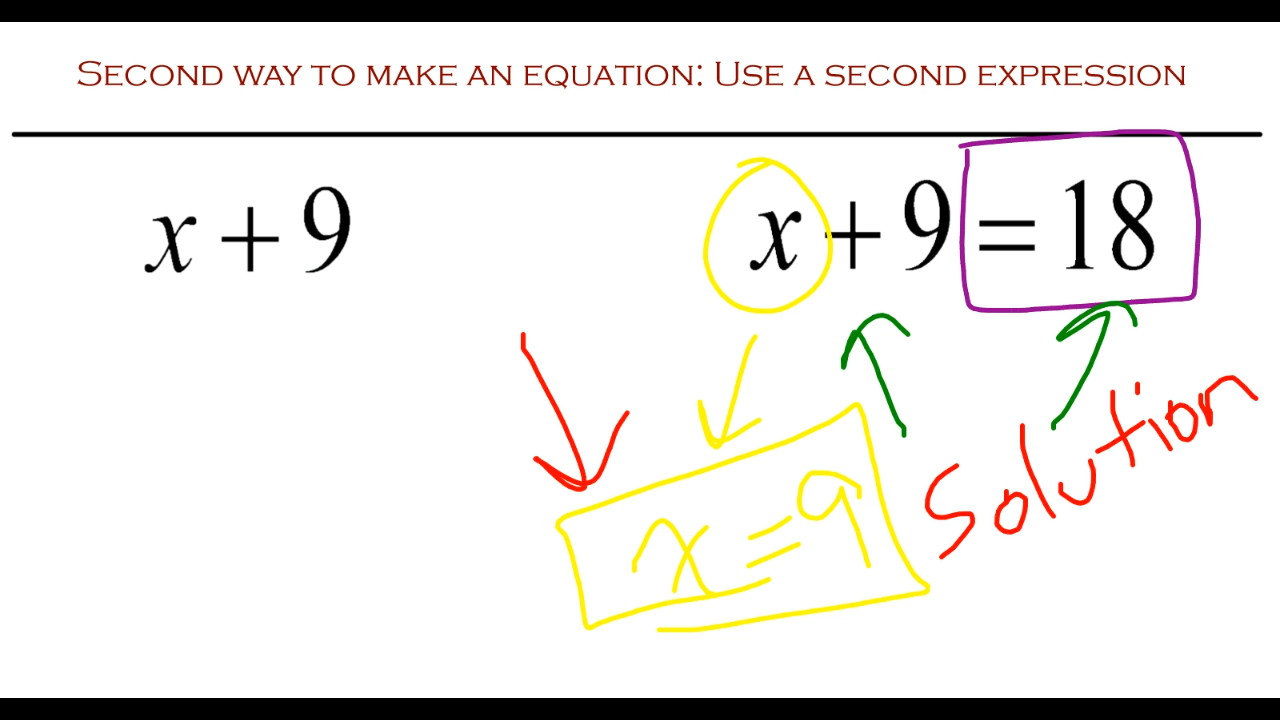 SECOND WAY TO MAKE AN EQUATION: USE A SECOND EXPRESSION
x + 9
x + 9 = 18
Solution
x = 9